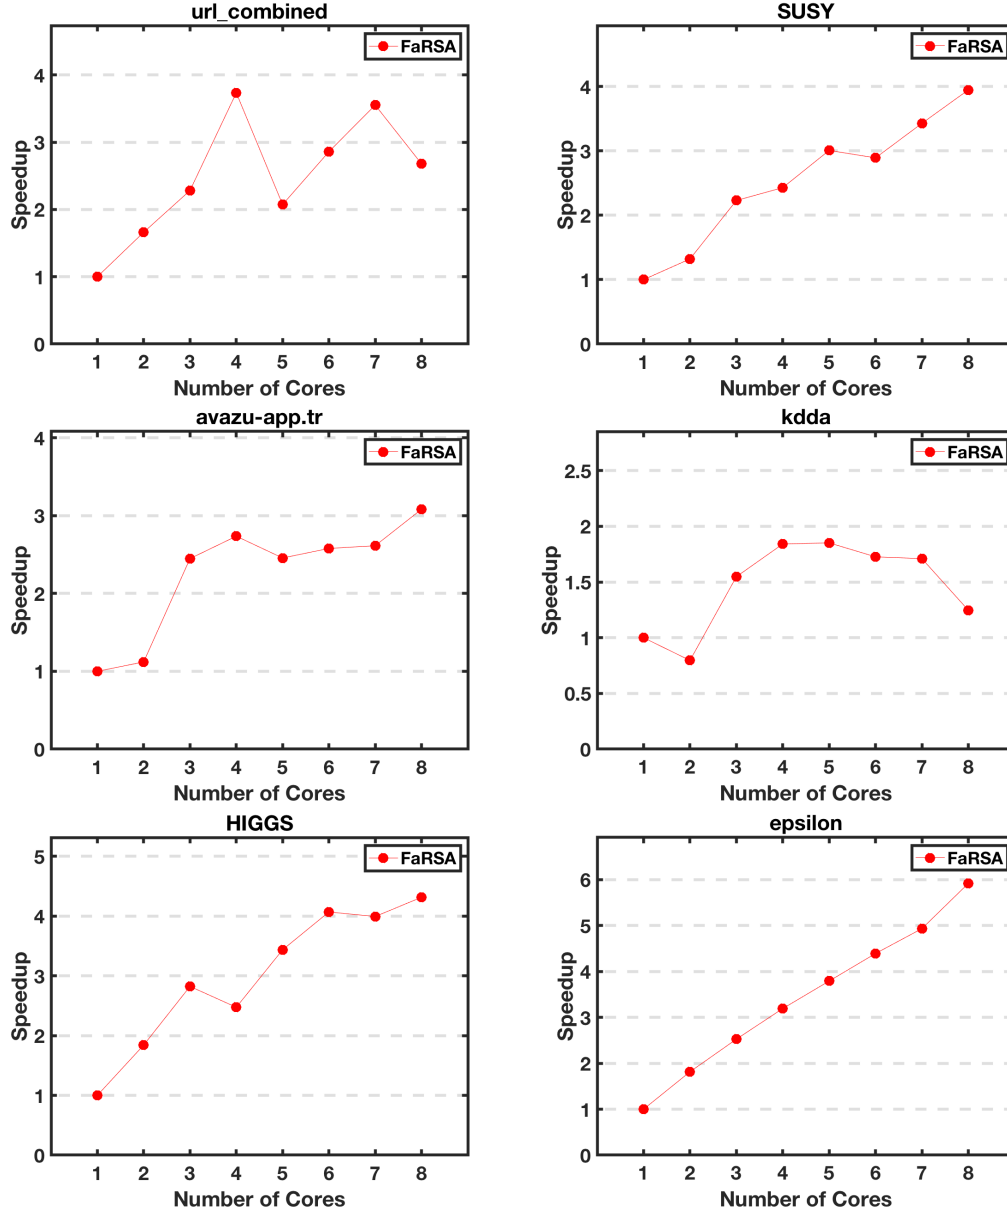 url_combined
FaRSA
4
3
2
1
0
Speedup
1 2 3 4 5 6 7 8
Number of Cores
SUSY
FaRSA
4
3
2
1
0
Speedup
1 2 3 4 5 6 7 8
Number of Cores
avazu-app.tr
FaRSA
4
3
2
1
0
Speedup
1 2 3 4 5 6 7 8
Number of Cores
kdda
FaRSA
2.5
2
1.5
1
0.5
0
Speedup
1 2 3 4 5 6 7 8
Number of Cores
HIGGS
FaRSA
5
4
3
2
1
0
Speedup
1 2 3 4 5 6 7 8
Number of Cores
epsilon
FaRSA
6
5
4
3
2
1
0
Speedup
1 2 3 4 5 6 7 8
Number of Cores